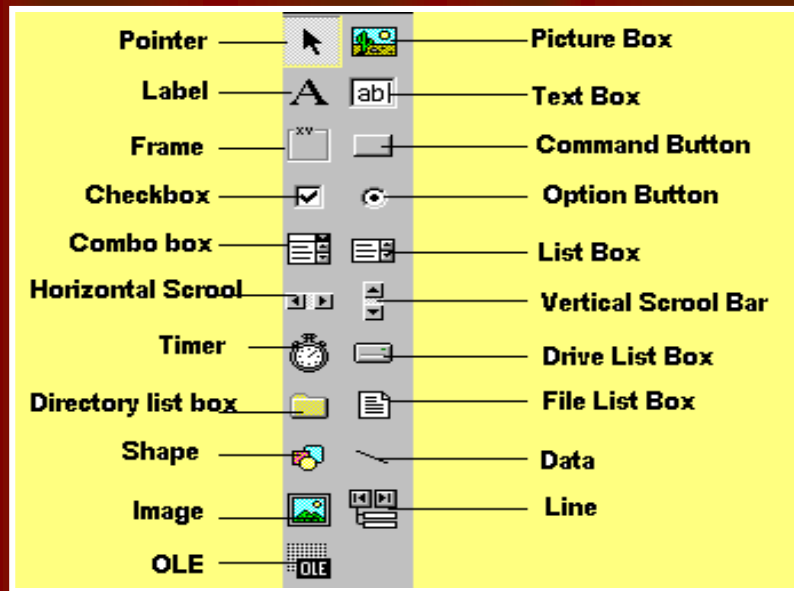 Pointer
Picture Box
Label
A
ab
Text Box
Frame
XY
Command Button
Checkbox
Option Button
Combo box
List Box
Horizontal Scrool
Vertical Scrool Bar
Timer
Drive List Box
Directory list box
File List Box
Shape
Data
Image
Line
OLE
OLE